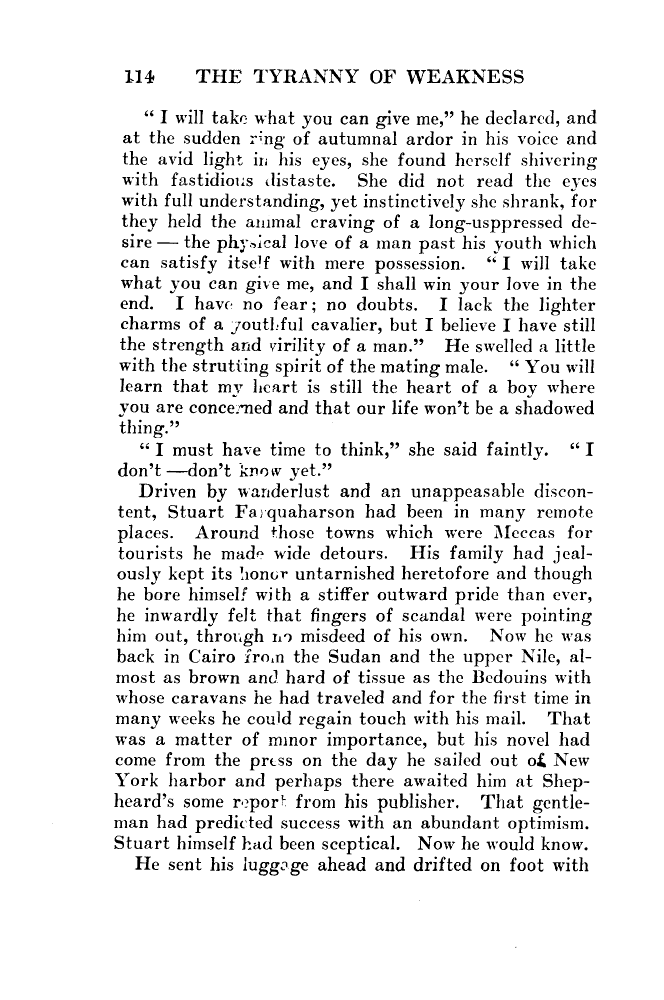 114 THE TYRANNY OF WEAKNESS
“ I will take what you can give me,” he declared, and
at the sudden ring of autumnal ardor in his voice and
the avid light in his eyes, she found herself shivering
with fastidious distaste. She did not read the eyes
with full understanding, yet instinctively she shrank, for
they held the animal craving of a long-usppressed de-
sire — the physical love of a man past his youth which
can satisfy itself with mere possession. “ I will take
what you can give me, and I shall win your love in the
end. I have no fear; no doubts. I lack the lighter
charms of a youthful cavalier, but I believe I have still
the strength and virility of a man.” He swelled a little
with the strutting spirit of the mating male. “ You will
learn that my heart is still the heart of a boy where
you are concerned and that our life won’t be a shadowed
thing.”
“ I must have time to think,” she said faintly. “ I
don’t —don’t know yet.”
Driven by wanderlust and an unappeasable discon-
tent, Stuart Farquaharson had been in many remote
places. Around those towns which were Meccas for
tourists he made wide detours. His family had jeal-
ously kept its honor untarnished heretofore and though
he bore himself with a stiffer outward pride than ever,
he inwardly felt that fingers of scandal were pointing
him out, through no misdeed of his own. Now he was
back in Cairo from the Sudan and the upper Nile, al-
most as brown and hard of tissue as the Bedouins with
whose caravans he had traveled and for the first time in
many weeks he could regain touch with his mail. That
was a matter of minor importance, but his novel had
come from the press on the day he sailed out of New
York harbor and perhaps there awaited him at Shep-
heard’s some report from his publisher. That gentle-
man had predicted success with an abundant optimism.
Stuart himself had been sceptical. Now he would know.
He sent his luggage ahead and drifted on foot with